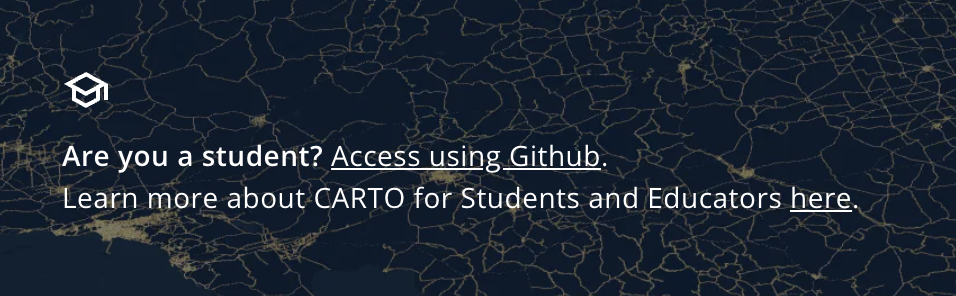 Are you a student? Access using Github.
Learn more about CARTO for Students and Educators here.